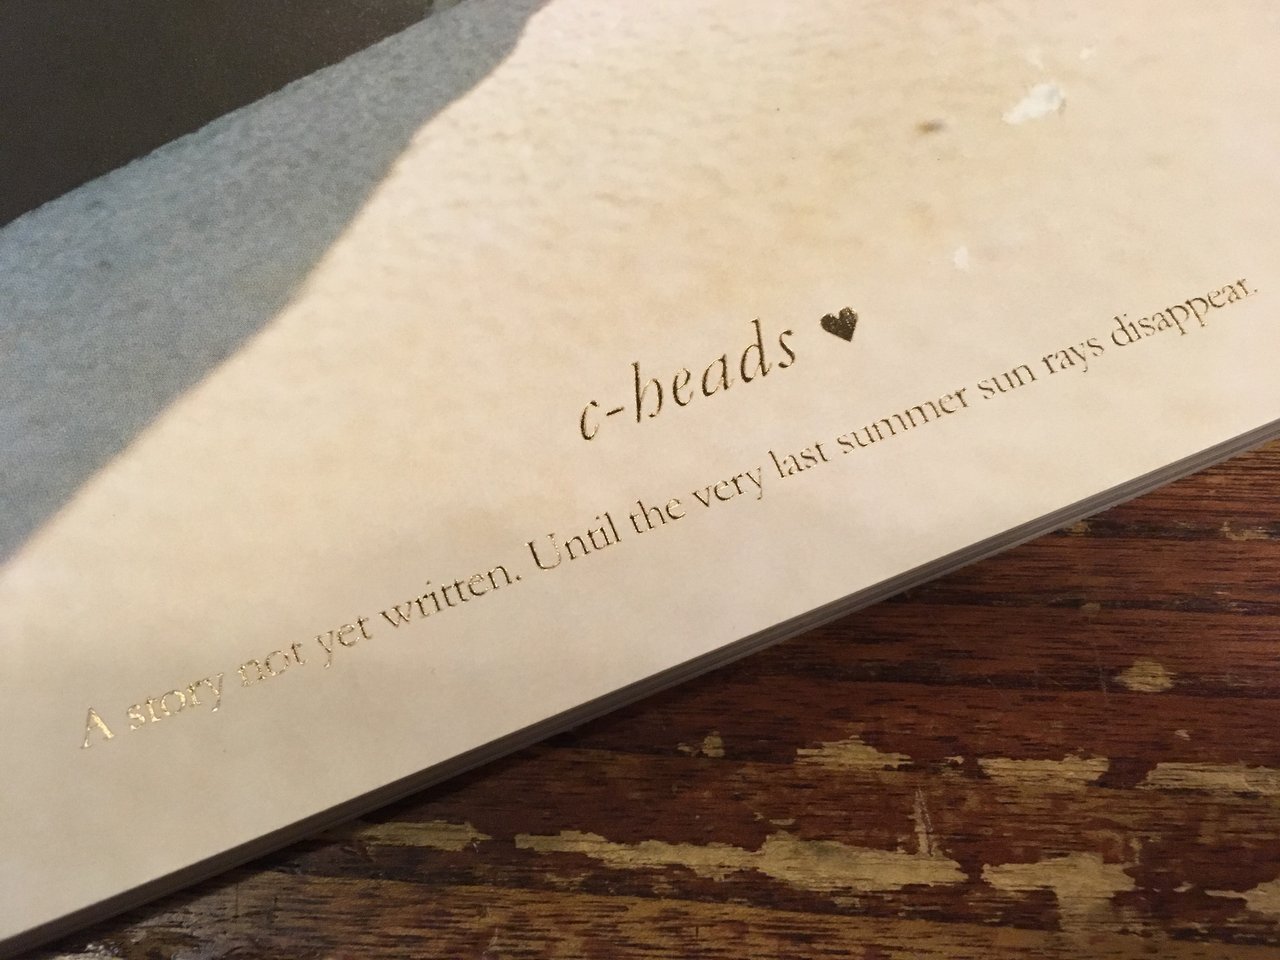 c-heads ♥
A story not yet written. Until the very last summer sun rays disappear.